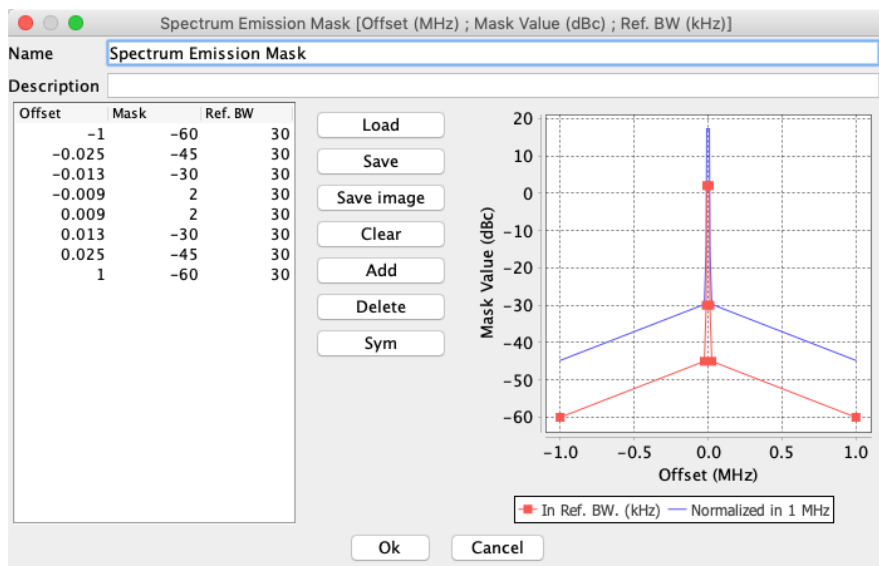 Spectrum Emission Mask [Offset (MHz) ; Mask Value (dBc) ; Ref. BW (kHz)]
Name Spectrum Emission Mask
Description
Offset Mask Ref. BW
-1 -60 30
-0.025 -45 30
-0.013 -30 30
-0.009 2 30
0.009 2 30
0.013 -30 30
0.025 -45 30
1 -60 30
Load
Save
Save image
Clear
Add
Delete
Sym
Mask Value (dBc)
20
10
0
-10
-20
-30
-40
-50
-60
-1.0 -0.5 0.0 0.5 1.0
Offset (MHz)
In Ref. BW. (kHz) Normalized in 1 MHz
Ok Cancel